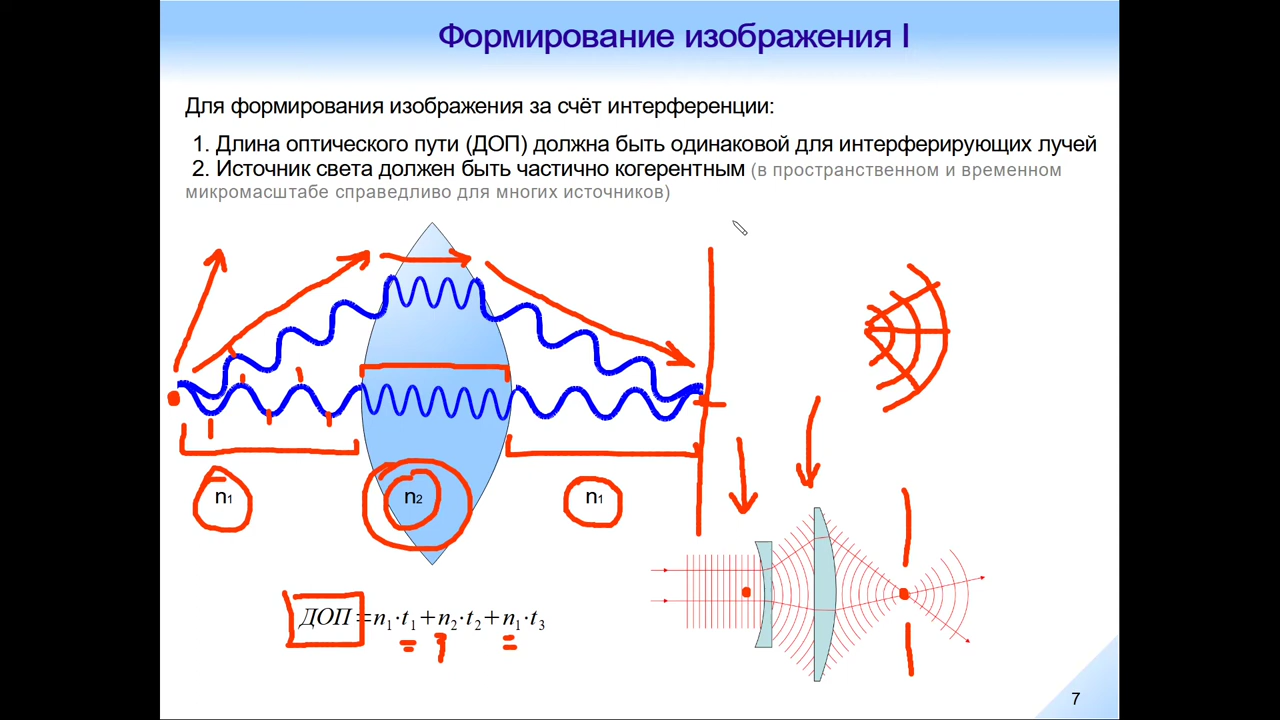 Формирование изображения I
Для формирования изображения за счёт интерференции:
1. Длина оптического пути (ДОП) должна быть одинаковой для интерферирующих лучей
2. Источник света должен быть частично когерентным (в пространственном и временном
микромасштабе справедливо для многих источников)
n₁ n₂ n₁
ДОП=n₁·t₁+n₂·t₂+n₁·t₃
7